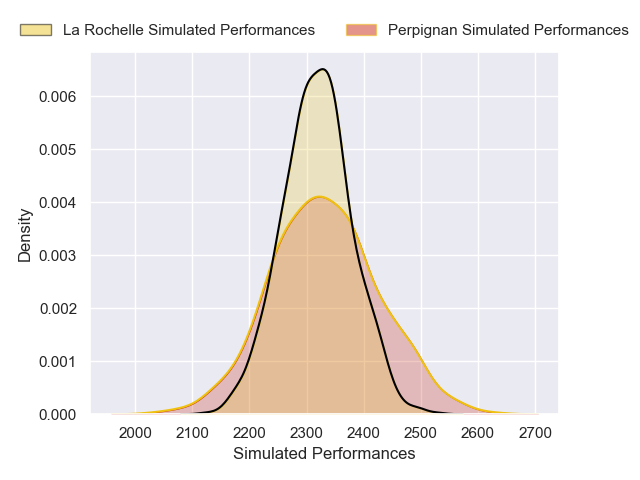 La Rochelle Simulated Performances Perpignan Simulated Performances
0.006
0.005
0.004
0.003
0.002
0.001
0.000
Density
2000 2100 2200 2300 2400 2500 2600 2700
Simulated Performances